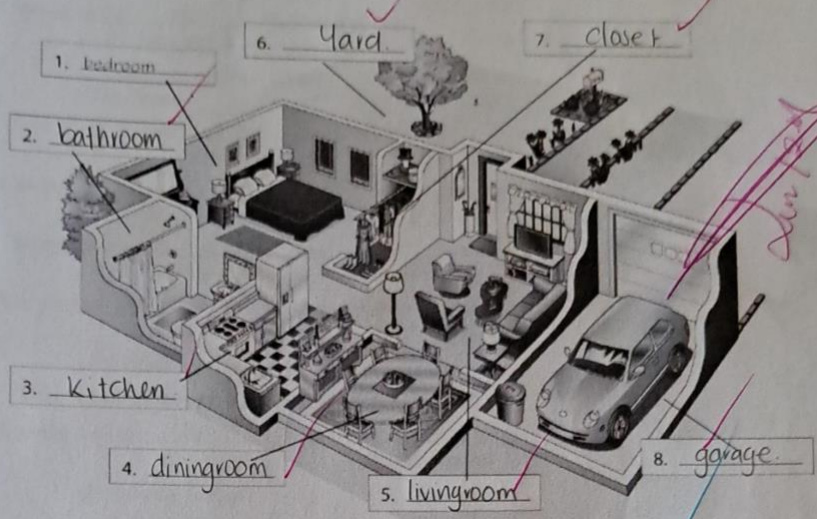 1. bedroom
2. bathroom
3. Kitchen
4. diningroom
5. livingroom
6. Yard
7. closet
8. garage.